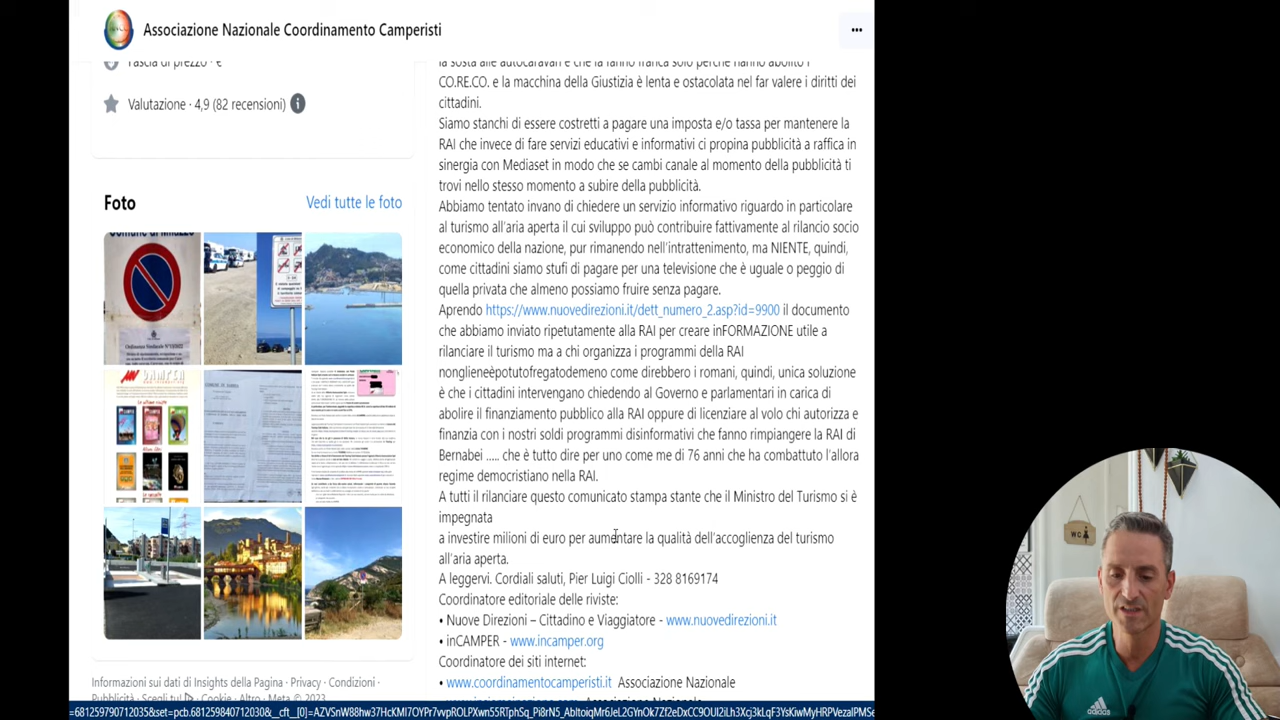 Associazione Nazionale Coordinamento Camperisti
Fascia di prezzo · €
Valutazione · 4,9 (82 recensioni)
Foto
Vedi tutte le foto
Ordinanza Sindacale
CAMPER
Informazioni sui dati di Insights della Pagina · Privacy · Condizioni ·
Pubblicità · Scegli tu! · Cookie · Altro · Meta © 2023
la sosta alle autocaravan e che la fanno franca solo perché hanno abolito i
CO.RE.CO. e la macchina della Giustizia è lenta e ostacolata nel far valere i diritti dei
cittadini.
Siamo stanchi di essere costretti a pagare una imposta e/o tassa per mantenere la
RAI che invece di fare servizi educativi e informativi ci propina pubblicità a raffica in
sinergia con Mediaset in modo che se cambi canale al momento della pubblicità ti
trovi nello stesso momento a subire della pubblicità.
Abbiamo tentato invano di chiedere un servizio informativo riguardo in particolare
al turismo all'aria aperta il cui sviluppo può contribuire fattivamente al rilancio socio
economico della nazione, pur rimanendo nell'intrattenimento, ma NIENTE, quindi,
come cittadini siamo stufi di pagare per una televisione che è uguale o peggio di
quella privata che almeno possiamo fruire senza pagare.
Aprendo https://www.nuovedirezioni.it/dett_numero_2.asp?id=9900 il documento
che abbiamo inviato ripetutamente alla RAI per creare inFORMAZIONE utile a
rilanciare il turismo ma a chi organizza i programmi della RAI
nonglieneèpotutofregatodemeno come direbbero i romani, quindi, unica soluzione
è che i cittadini intervengano chiedendo al Governo e parlamentari in carica di
abolire il finanziamento pubblico alla RAI oppure di licenziare al volo chi autorizza e
finanzia con i nostri soldi programmi disinformativi che fanno rimpiangere la RAI di
Bernabei ..... che è tutto dire per uno come me di 76 anni che ha combattuto l'allora
regime democristiano nella RAI.
A tutti il rilanciare questo comunicato stampa stante che il Ministro del Turismo si è
impegnata
a investire milioni di euro per aumentare la qualità dell'accoglienza del turismo
all'aria aperta.
A leggervi. Cordiali saluti, Pier Luigi Ciolli - 328 8169174
Coordinatore editoriale delle riviste:
• Nuove Direzioni – Cittadino e Viaggiatore - www.nuovedirezioni.it
• inCAMPER - www.incamper.org
Coordinatore dei siti internet:
• www.coordinamentocamperisti.it Associazione Nazionale
WC
adidas